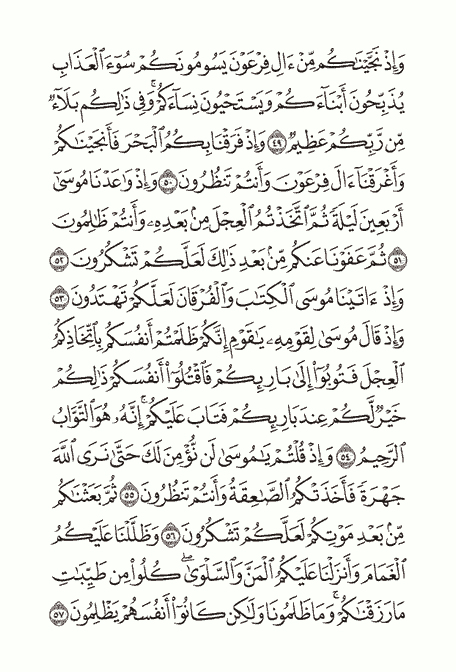 وَإِذْ نَجَّيْنَٰكُم مِّنْ ءَالِ فِرْعَوْنَ يَسُومُونَكُمْ سُوٓءَ ٱلْعَذَابِ
يُذَبِّحُونَ أَبْنَآءَكُمْ وَيَسْتَحْيُونَ نِسَآءَكُمْ ۚ وَفِى ذَٰلِكُم بَلَآءٌ
مِّن رَّبِّكُمْ عَظِيمٌ ٤٩ وَإِذْ فَرَقْنَا بِكُمُ ٱلْبَحْرَ فَأَنجَيْنَٰكُمْ
وَأَغْرَقْنَآ ءَالَ فِرْعَوْنَ وَأَنتُمْ تَنظُرُونَ ٥٠ وَإِذْ وَٰعَدْنَا مُوسَىٰٓ
أَرْبَعِينَ لَيْلَةً ثُمَّ ٱتَّخَذْتُمُ ٱلْعِجْلَ مِنۢ بَعْدِهِۦ وَأَنتُمْ ظَٰلِمُونَ
٥١ ثُمَّ عَفَوْنَا عَنكُم مِّنۢ بَعْدِ ذَٰلِكَ لَعَلَّكُمْ تَشْكُرُونَ ٥٢
وَإِذْ ءَاتَيْنَا مُوسَى ٱلْكِتَٰبَ وَٱلْفُرْقَانَ لَعَلَّكُمْ تَهْتَدُونَ ٥٣
وَإِذْ قَالَ مُوسَىٰ لِقَوْمِهِۦ يَٰقَوْمِ إِنَّكُمْ ظَلَمْتُمْ أَنفُسَكُم بِٱتِّخَاذِكُمُ
ٱلْعِجْلَ فَتُوبُوٓا۟ إِلَىٰ بَارِئِكُمْ فَٱقْتُلُوٓا۟ أَنفُسَكُمْ ذَٰلِكُمْ
خَيْرٌ لَّكُمْ عِندَ بَارِئِكُمْ فَتَابَ عَلَيْكُمْ ۚ إِنَّهُۥ هُوَ ٱلتَّوَّابُ
ٱلرَّحِيمُ ٥٤ وَإِذْ قُلْتُمْ يَٰمُوسَىٰ لَن نُّؤْمِنَ لَكَ حَتَّىٰ نَرَى ٱللَّهَ
جَهْرَةً فَأَخَذَتْكُمُ ٱلصَّٰعِقَةُ وَأَنتُمْ تَنظُرُونَ ٥٥ ثُمَّ بَعَثْنَٰكُم
مِّنۢ بَعْدِ مَوْتِكُمْ لَعَلَّكُمْ تَشْكُرُونَ ٥٦ وَظَلَّلْنَا عَلَيْكُمُ
ٱلْغَمَامَ وَأَنزَلْنَا عَلَيْكُمُ ٱلْمَنَّ وَٱلسَّلْوَىٰ ۖ كُلُوا۟ مِن طَيِّبَٰتِ
مَا رَزَقْنَٰكُمْ ۖ وَمَا ظَلَمُونَا وَلَٰكِن كَانُوٓا۟ أَنفُسَهُمْ يَظْلِمُونَ ٥٧